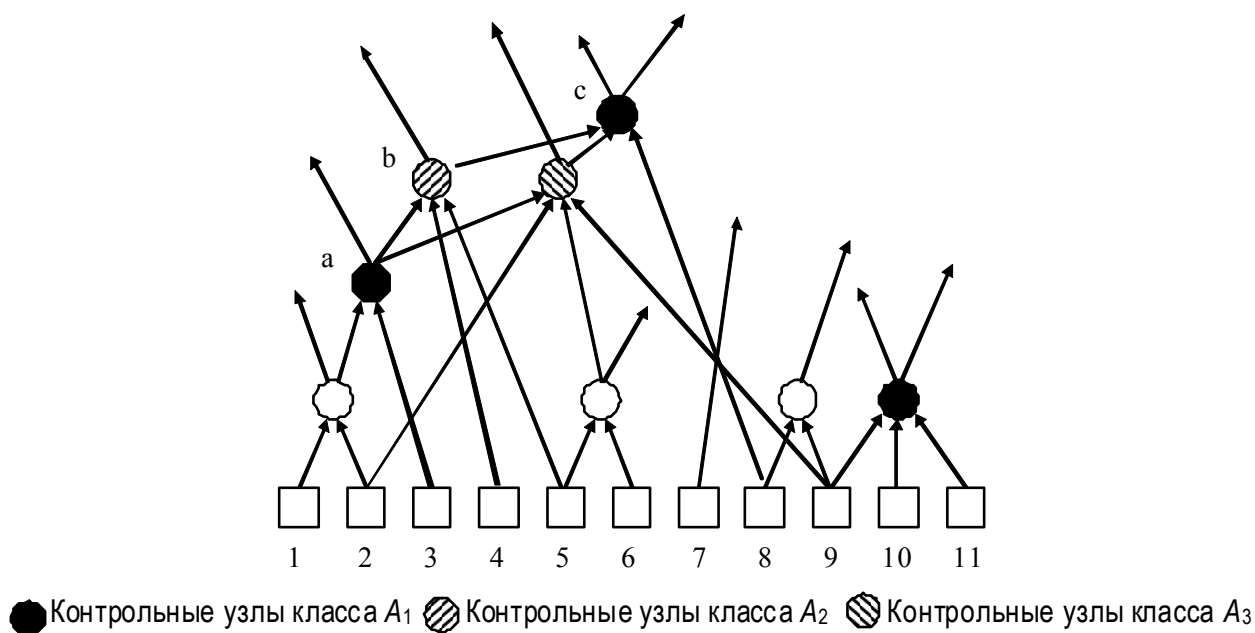 c
b
a
1 2 3 4 5 6 7 8 9 10 11
Контрольные узлы класса A1 Контрольные узлы класса A2 Контрольные узлы класса A3